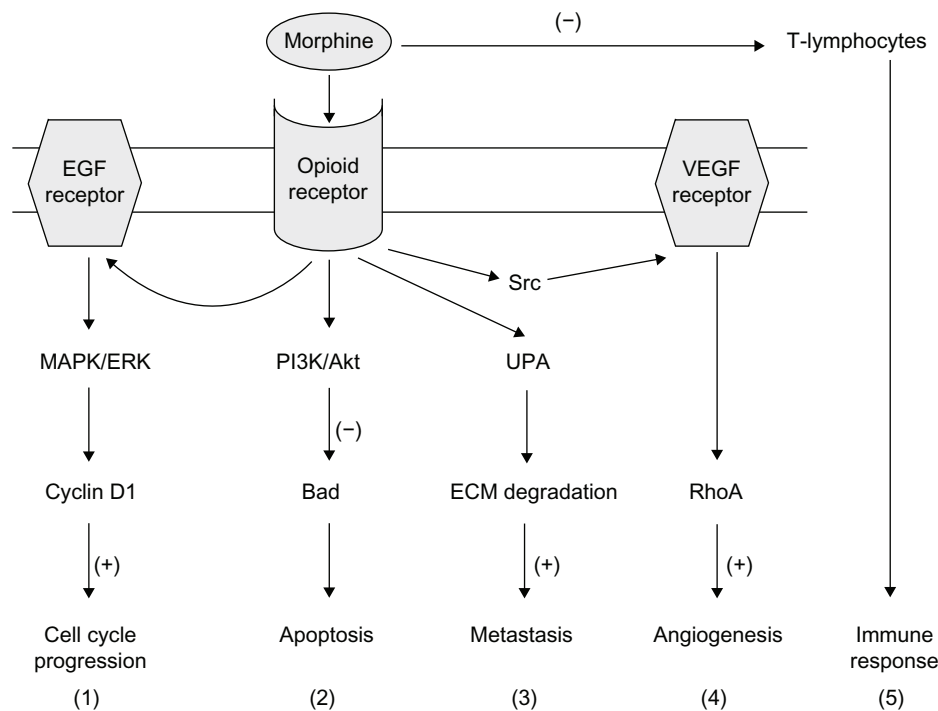 (−)
Morphine
T-lymphocytes
EGF
receptor
Opioid
receptor
VEGF
receptor
Src
MAPK/ERK
PI3K/Akt
UPA
(−)
Cyclin D1
Bad
ECM degradation
RhoA
(+)
(+)
(+)
Cell cycle
progression
Apoptosis
Metastasis
Angiogenesis
Immune
response
(1)
(2)
(3)
(4)
(5)